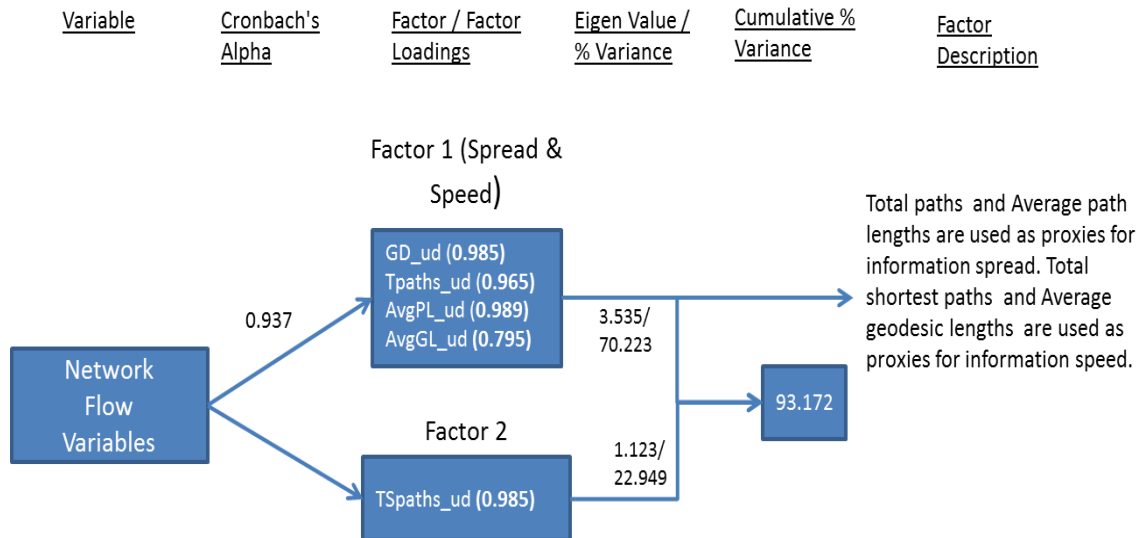 Variable
Cronbach's
Alpha
Factor / Factor
Loadings
Eigen Value /
% Variance
Cumulative %
Variance
Factor
Description
Factor 1 (Spread &
Speed)
GD_ud (0.985)
Tpaths_ud (0.965)
AvgPL_ud (0.989)
AvgGL_ud (0.795)
0.937
3.535/
70.223
Total paths and Average path
lengths are used as proxies for
information spread. Total
shortest paths and Average
geodesic lengths are used as
proxies for information speed.
Network
Flow
Variables
93.172
Factor 2
TSpaths_ud (0.985)
1.123/
22.949